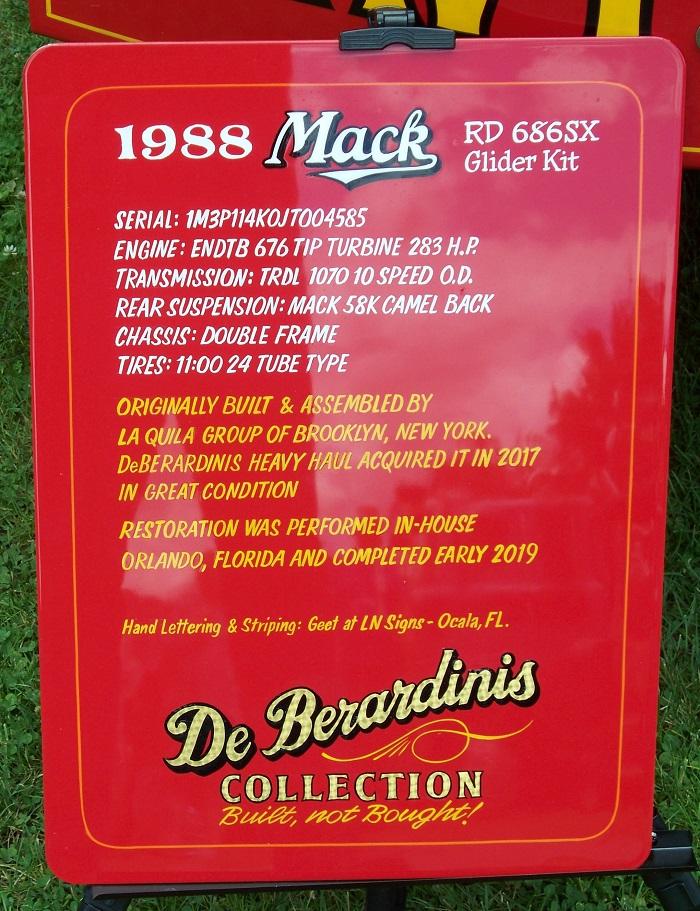 1988 Mack RD 686SX
Glider Kit
SERIAL: 1M3P114K0JT004585
ENGINE: ENDTB 676 TIP TURBINE 283 H.P.
TRANSMISSION: TRDL 1070 10 SPEED O.D.
REAR SUSPENSION: MACK 58K CAMEL BACK
CHASSIS: DOUBLE FRAME
TIRES: 11:00 24 TUBE TYPE
ORIGINALLY BUILT & ASSEMBLED BY
LA QUILA GROUP OF BROOKLYN, NEW YORK.
DeBERARDINIS HEAVY HAUL ACQUIRED IT IN 2017
IN GREAT CONDITION
RESTORATION WAS PERFORMED IN-HOUSE
ORLANDO, FLORIDA AND COMPLETED EARLY 2019
Hand Lettering & Striping: Geet at LN Signs - Ocala, FL.
De Berardinis
COLLECTION
Built, not Bought!